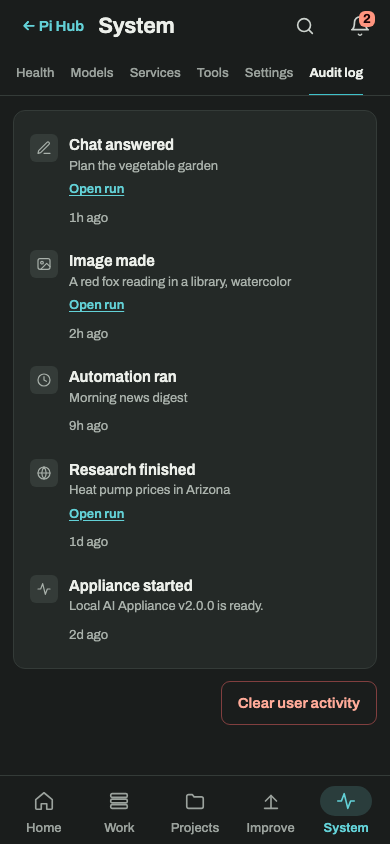 ← Pi Hub System 2
Health Models Services Tools Settings Audit log
Chat answered
Plan the vegetable garden
Open run
1h ago
Image made
A red fox reading in a library, watercolor
Open run
2h ago
Automation ran
Morning news digest
9h ago
Research finished
Heat pump prices in Arizona
Open run
1d ago
Appliance started
Local AI Appliance v2.0.0 is ready.
2d ago
Clear user activity
Home Work Projects Improve System